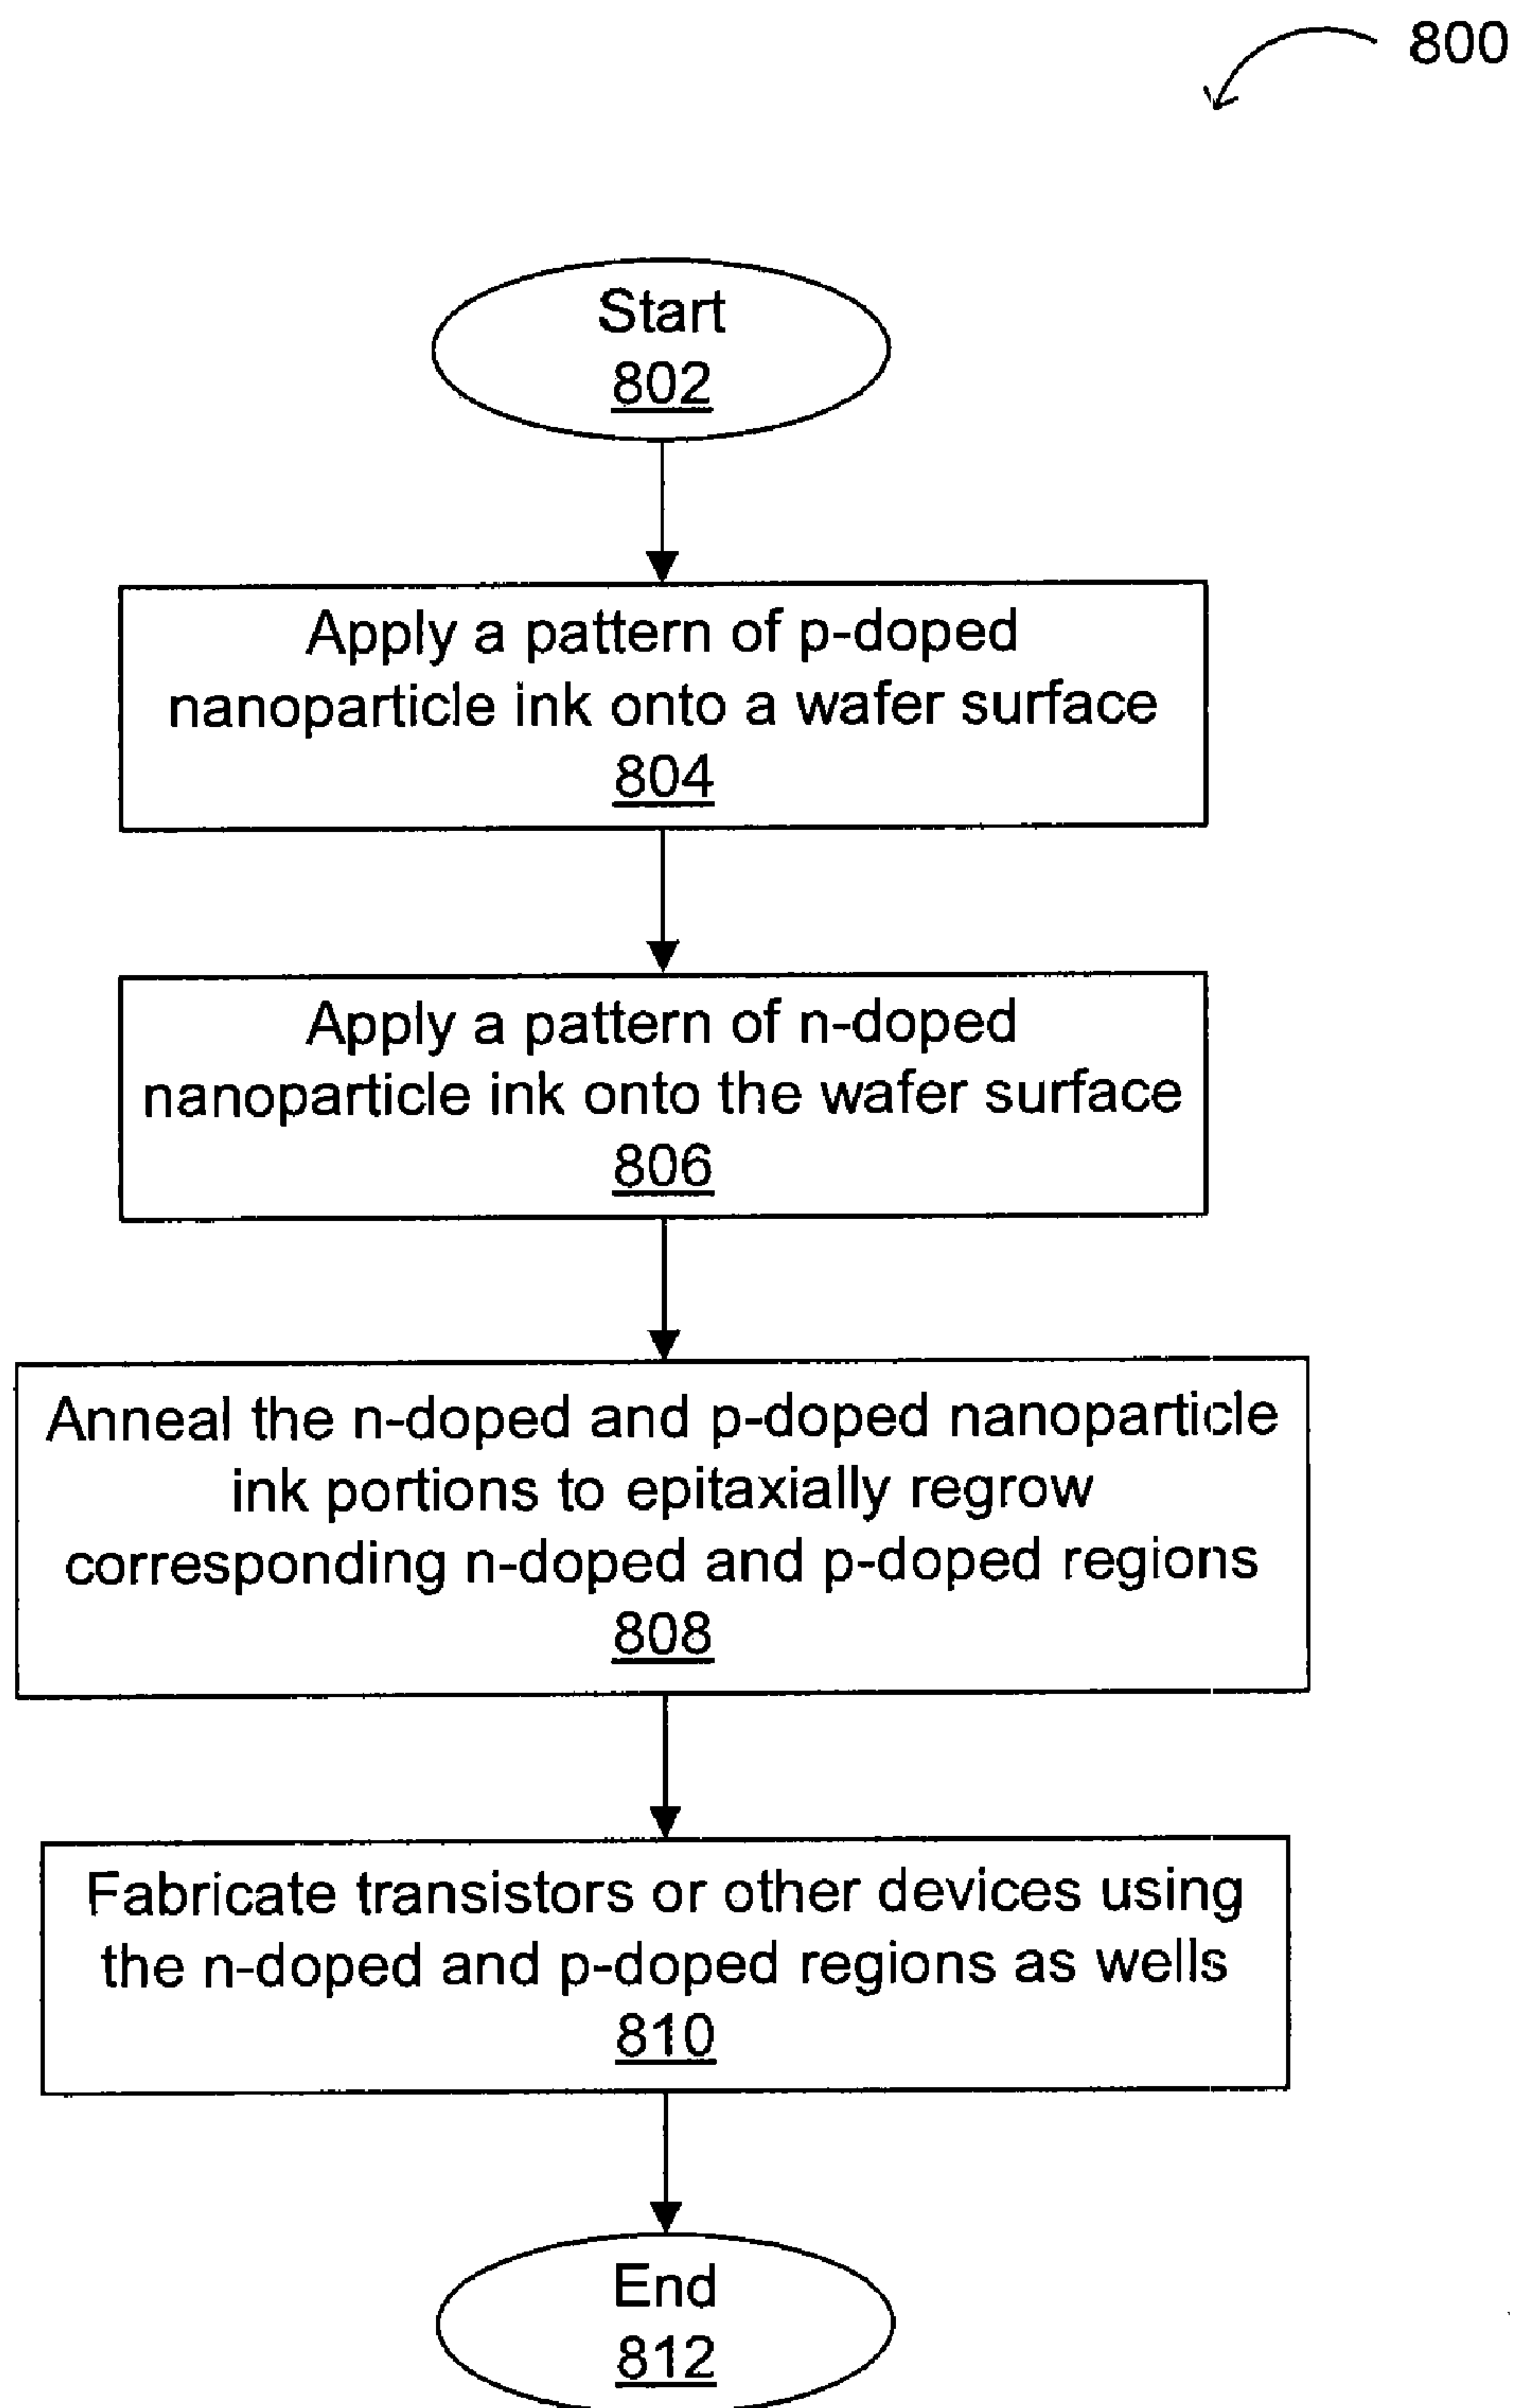 800
Start
802
Apply a pattern of p-doped
nanoparticle ink onto a wafer surface
804
Apply a pattern of n-doped
nanoparticle ink onto the wafer surface
806
Anneal the n-doped and p-doped nanoparticle
ink portions to epitaxially regrow
corresponding n-doped and p-doped regions
808
Fabricate transistors or other devices using
the n-doped and p-doped regions as wells
810
End
812